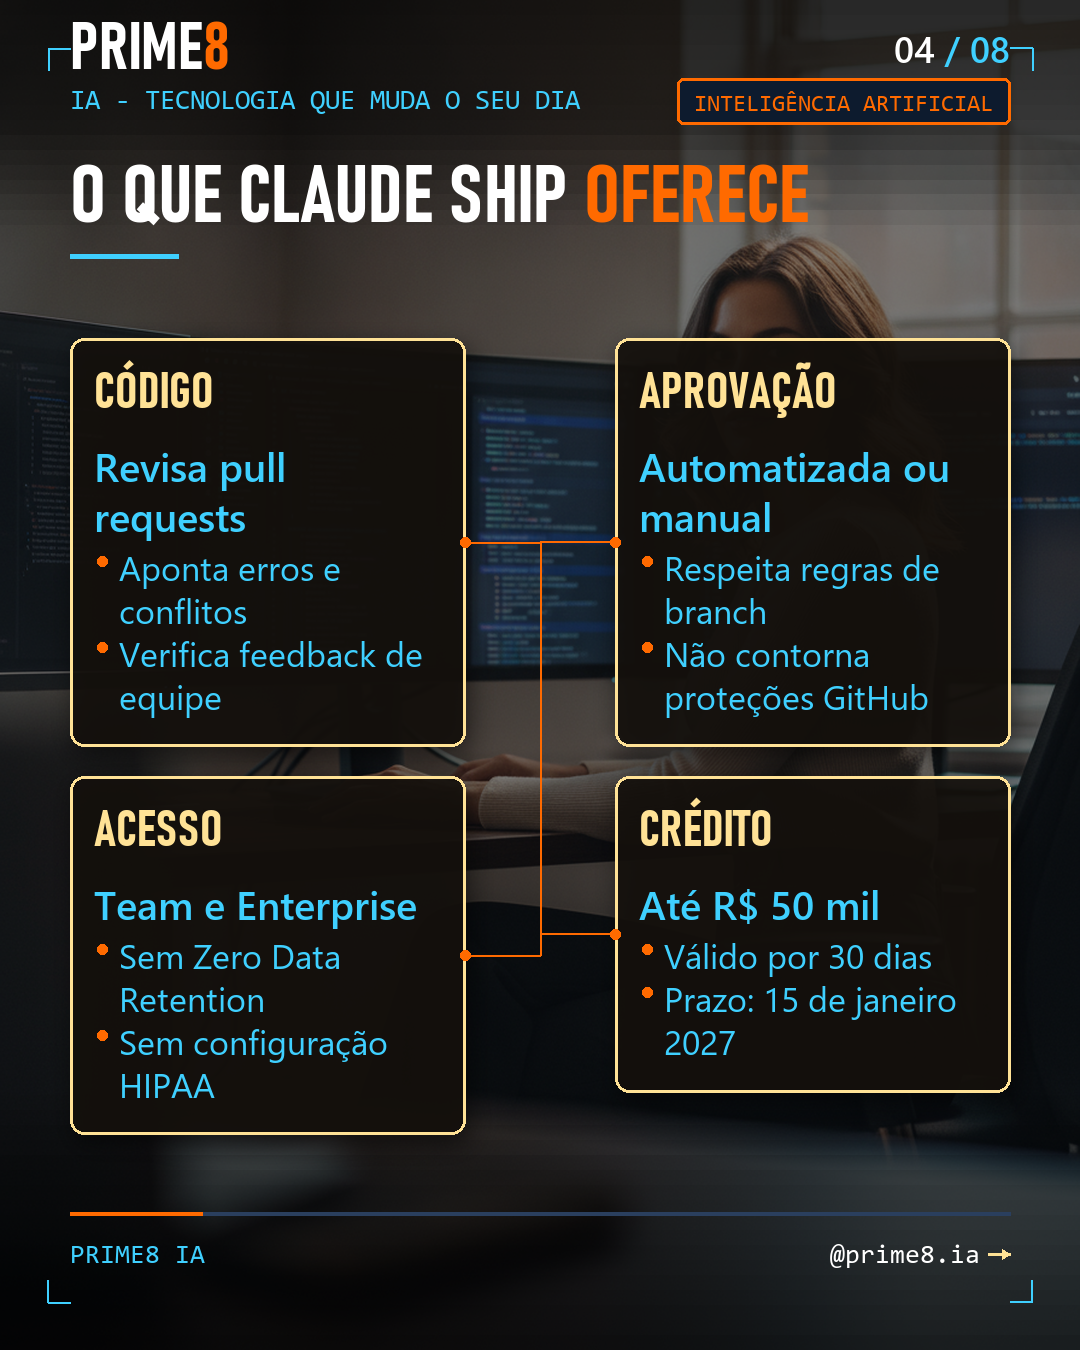 PRIME8
04 / 08
IA - TECNOLOGIA QUE MUDA O SEU DIA
INTELIGÊNCIA ARTIFICIAL
O QUE CLAUDE SHIP OFERECE
CÓDIGO
Revisa pull
requests
Aponta erros e
conflitos
Verifica feedback de
equipe
APROVAÇÃO
Automatizada ou
manual
Respeita regras de
branch
Não contorna
proteções GitHub
ACESSO
Team e Enterprise
Sem Zero Data
Retention
Sem configuração
HIPAA
CRÉDITO
Até R$ 50 mil
Válido por 30 dias
Prazo: 15 de janeiro
2027
PRIME8 IA
@prime8.ia